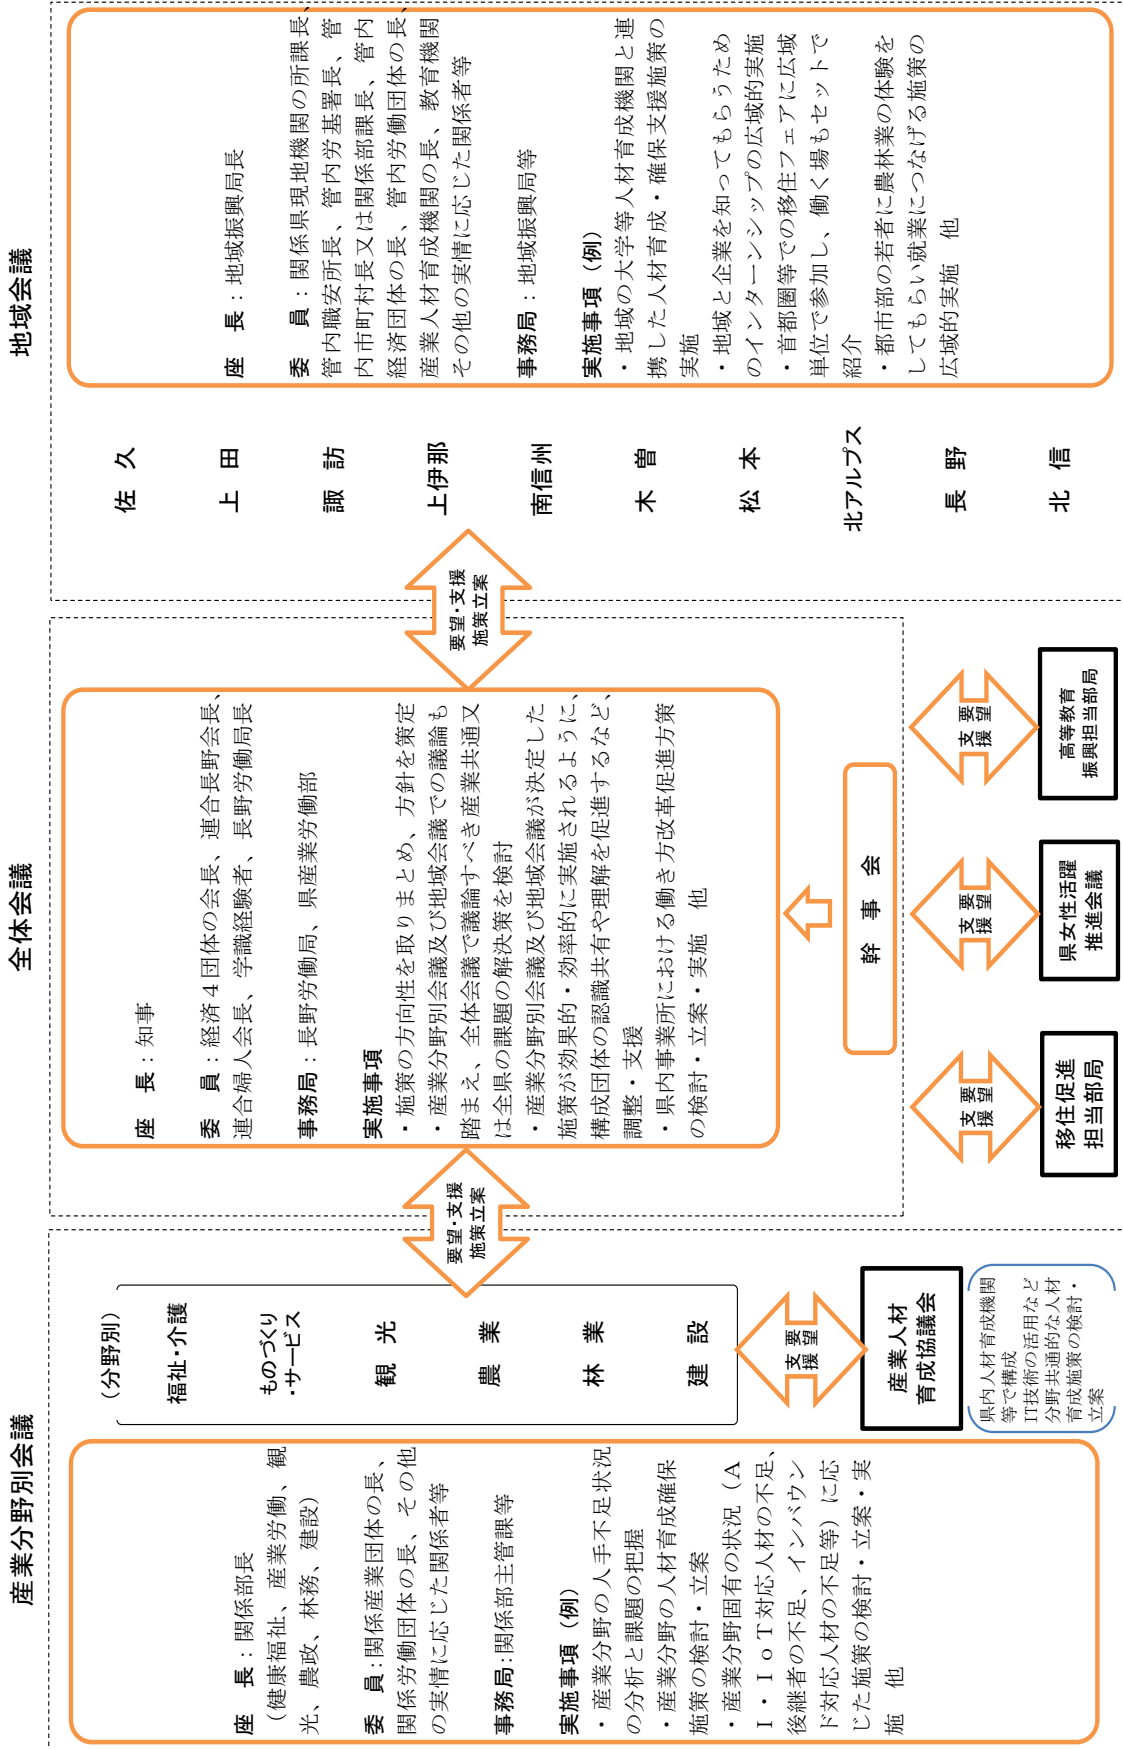 産業分野別会議
座　長：関係部長
（健康福祉、産業労働、観
光、農政、林務、建設）
委　員：関係産業団体の長、
関係労働団体の長、その他
の実情に応じた関係者等
事務局：関係部主管課等
実施事項（例）
・産業分野の人手不足状況
の分析と課題の把握
・産業分野の人材育成確保
施策の検討・立案
・産業分野固有の状況（Ａ
Ｉ・ＩｏＴ対応人材の不足、
後継者の不足、インバウン
ド対応人材の不足等）に応
じた施策の検討・立案・実
施　他
（分野別）
福祉・介護
ものづくり
・サービス
観　光
農　業
林　業
建　設
支援
要望
産業人材
育成協議会
県内人材育成機関
等で構成
IT技術の活用など
分野共通的な人材
育成施策の検討・
立案
要望・支援
施策立案
全体会議
座　長：知事
委　員：経済４団体の会長、連合長野会長、
連合婦人会長、学識経験者、長野労働局長
事務局：長野労働局、県産業労働部
実施事項
・施策の方向性を取りまとめ、方針を策定
・産業分野別会議及び地域会議での議論も
踏まえ、全体会議で議論すべき産業共通又
は全県の課題の解決策を検討
・産業分野別会議及び地域会議が決定した
施策が効果的・効率的に実施されるように、
構成団体の認識共有や理解を促進するなど、
調整・支援
・県内事業所における働き方改革促進方策
の検討・立案・実施　他
幹　事　会
支援
要望
移住促進
担当部局
支援
要望
県女性活躍
推進会議
支援
要望
高等教育
振興担当部局
要望・支援
施策立案
地域会議
佐　久
上　田
諏　訪
上伊那
南信州
木　曽
松　本
北アルプス
長　野
北　信
座　長：地域振興局長
委　員：関係県現地機関の所課長、
管内職安所長、管内労基署長、管
内市町村長又は関係部課長、管内
経済団体の長、管内労働団体の長、
産業人材育成機関の長、教育機関
その他の実情に応じた関係者等
事務局：地域振興局等
実施事項（例）
・地域の大学等人材育成機関と連
携した人材育成・確保支援施策の
実施
・地域と企業を知ってもらうため
のインターンシップの広域的実施
・首都圏等での移住フェアに広域
単位で参加し、働く場もセットで
紹介
・都市部の若者に農林業の体験を
してもらい就業につなげる施策の
広域的実施　他